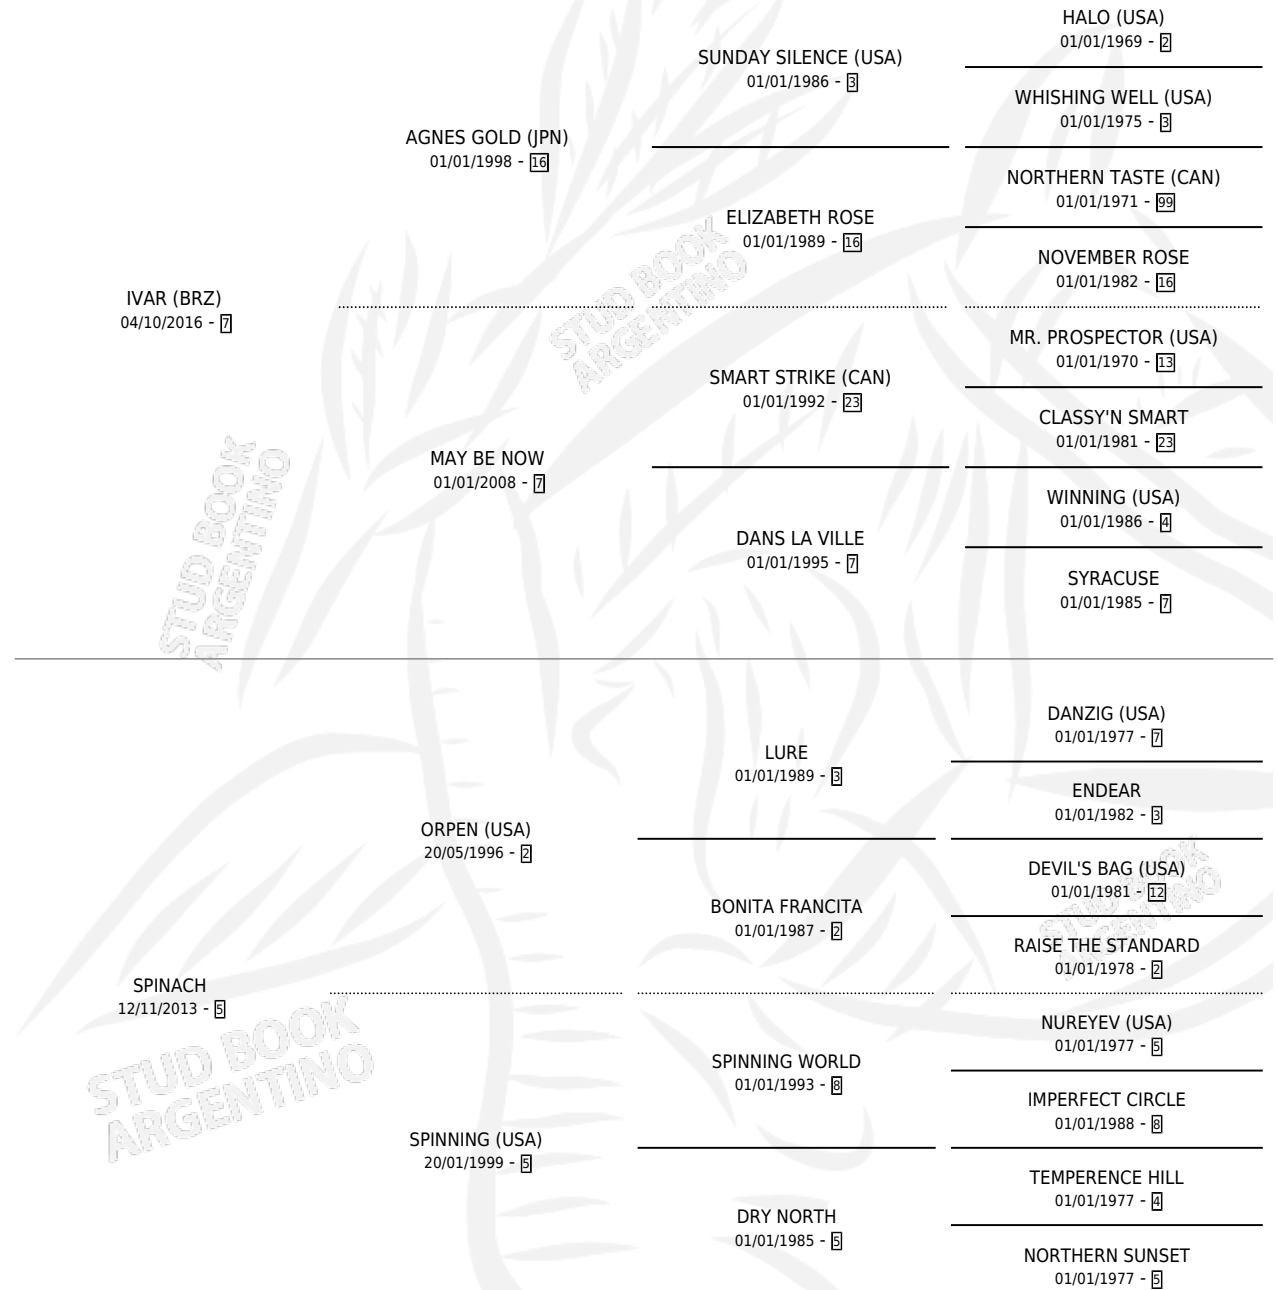 HALO (USA)
01/01/1969 - 2
SUNDAY SILENCE (USA)
01/01/1986 - 3
WHISHING WELL (USA)
01/01/1975 - 3
AGNES GOLD (JPN)
01/01/1998 - 16
NORTHERN TASTE (CAN)
01/01/1971 - 99
ELIZABETH ROSE
01/01/1989 - 16
NOVEMBER ROSE
01/01/1982 - 16
IVAR (BRZ)
04/10/2016 - 7
MR. PROSPECTOR (USA)
01/01/1970 - 13
SMART STRIKE (CAN)
01/01/1992 - 23
CLASSY'N SMART
01/01/1981 - 23
MAY BE NOW
01/01/2008 - 7
WINNING (USA)
01/01/1986 - 4
DANS LA VILLE
01/01/1995 - 7
SYRACUSE
01/01/1985 - 7
DANZIG (USA)
01/01/1977 - 7
LURE
01/01/1989 - 3
ENDEAR
01/01/1982 - 3
ORPEN (USA)
20/05/1996 - 2
DEVIL'S BAG (USA)
01/01/1981 - 12
BONITA FRANCITA
01/01/1987 - 2
RAISE THE STANDARD
01/01/1978 - 2
SPINACH
12/11/2013 - 5
NUREYEV (USA)
01/01/1977 - 5
SPINNING WORLD
01/01/1993 - 8
IMPERFECT CIRCLE
01/01/1988 - 8
SPINNING (USA)
20/01/1999 - 5
TEMPERENCE HILL
01/01/1977 - 4
DRY NORTH
01/01/1985 - 5
NORTHERN SUNSET
01/01/1977 - 5
STUD BOOK
ARGENTINO
STUD BOOK
ARGENTINO
STUD BOOK
ARGENTINO
STUD BOOK
ARGENTINO